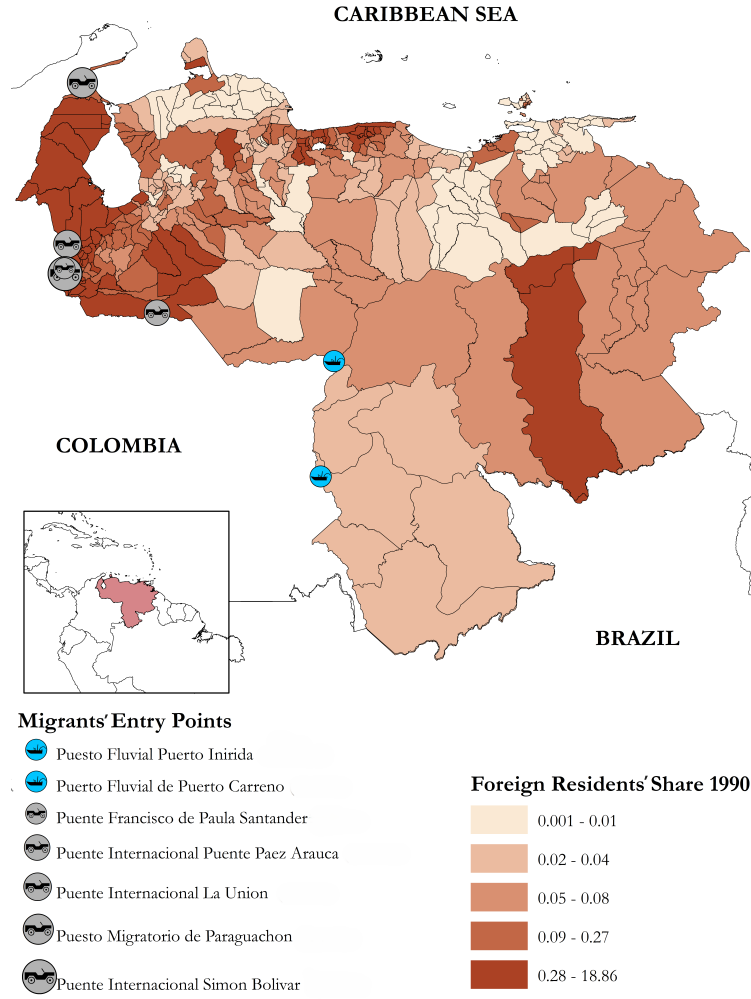 CARIBBEAN SEA
COLOMBIA
BRAZIL
Migrants' Entry Points
Puesto Fluvial Puerto Inirida
Puerto Fluvial de Puerto Carreno
Puente Francisco de Paula Santander
Puente Internacional Puente Paez Arauca
Puente Internacional La Union
Puesto Migratorio de Paraguachon
Puente Internacional Simon Bolivar
Foreign Residents' Share 1990
0.001 - 0.01
0.02 - 0.04
0.05 - 0.08
0.09 - 0.27
0.28 - 18.86